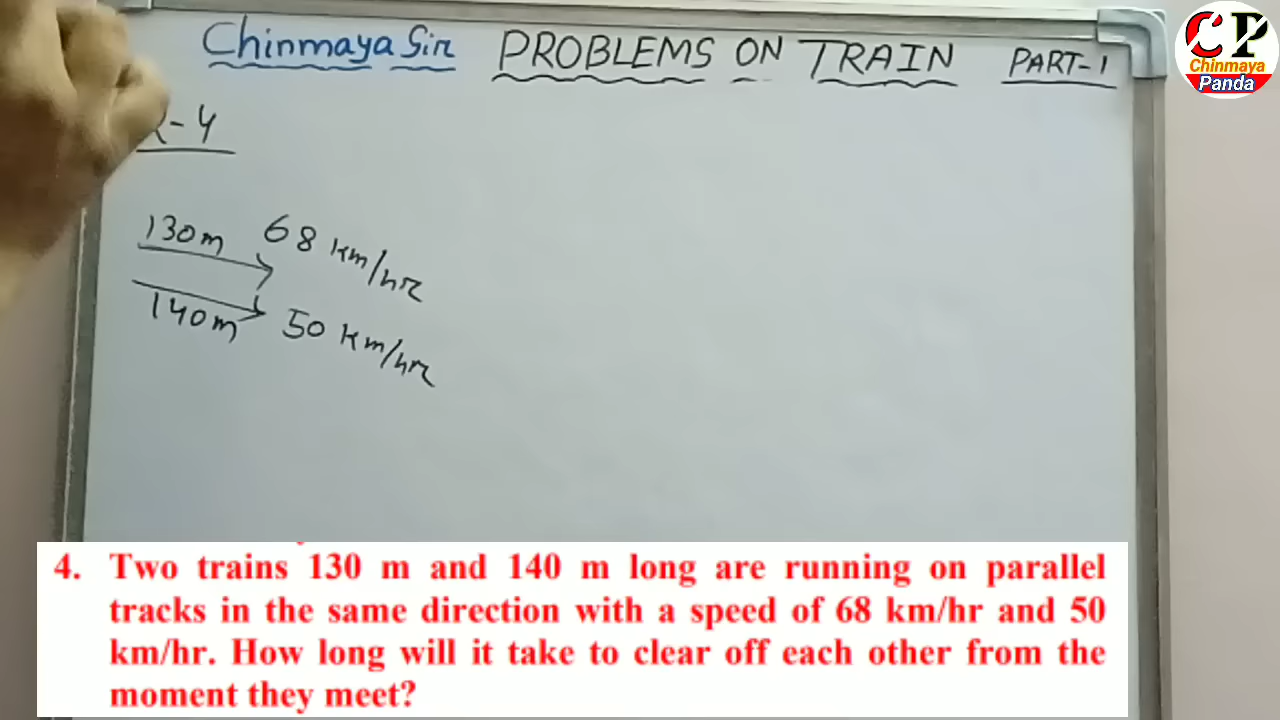 Chinmaya Sir PROBLEMS ON TRAIN PART-1
CP
Chinmaya
Panda
-4
130m 68 km/hr
140m 50 km/hr
4. Two trains 130 m and 140 m long are running on parallel
tracks in the same direction with a speed of 68 km/hr and 50
km/hr. How long will it take to clear off each other from the
moment they meet?